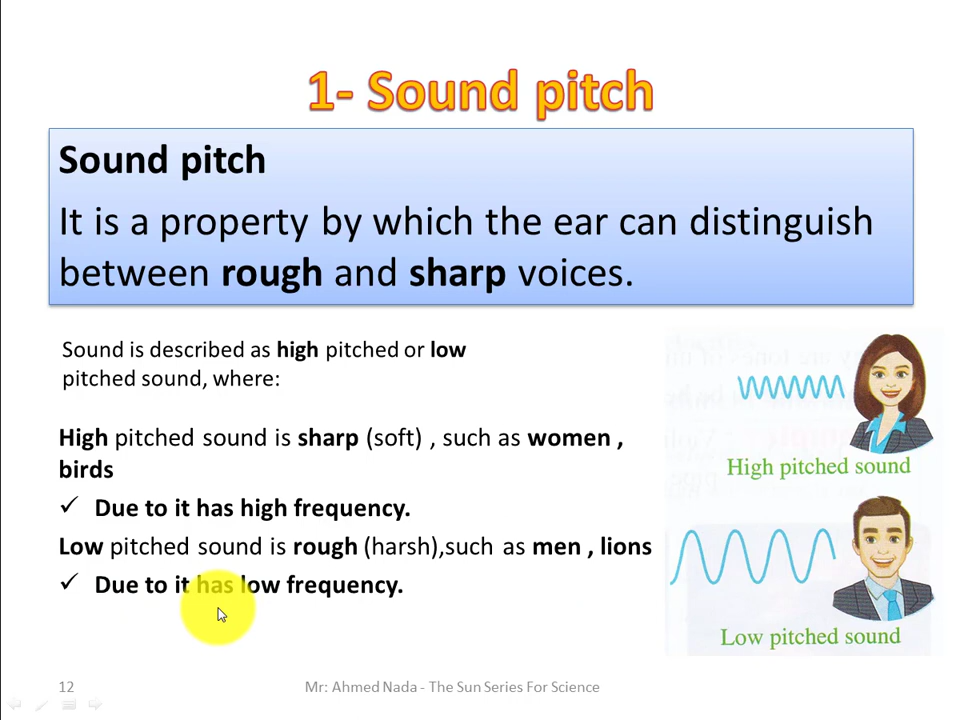 1- Sound pitch
Sound pitch
It is a property by which the ear can distinguish
between rough and sharp voices.
Sound is described as high pitched or low
pitched sound, where:
High pitched sound is sharp (soft) , such as women ,
birds
✓ Due to it has high frequency.
Low pitched sound is rough (harsh),such as men , lions
✓ Due to it has low frequency.
High pitched sound
Low pitched sound
12
Mr: Ahmed Nada - The Sun Series For Science